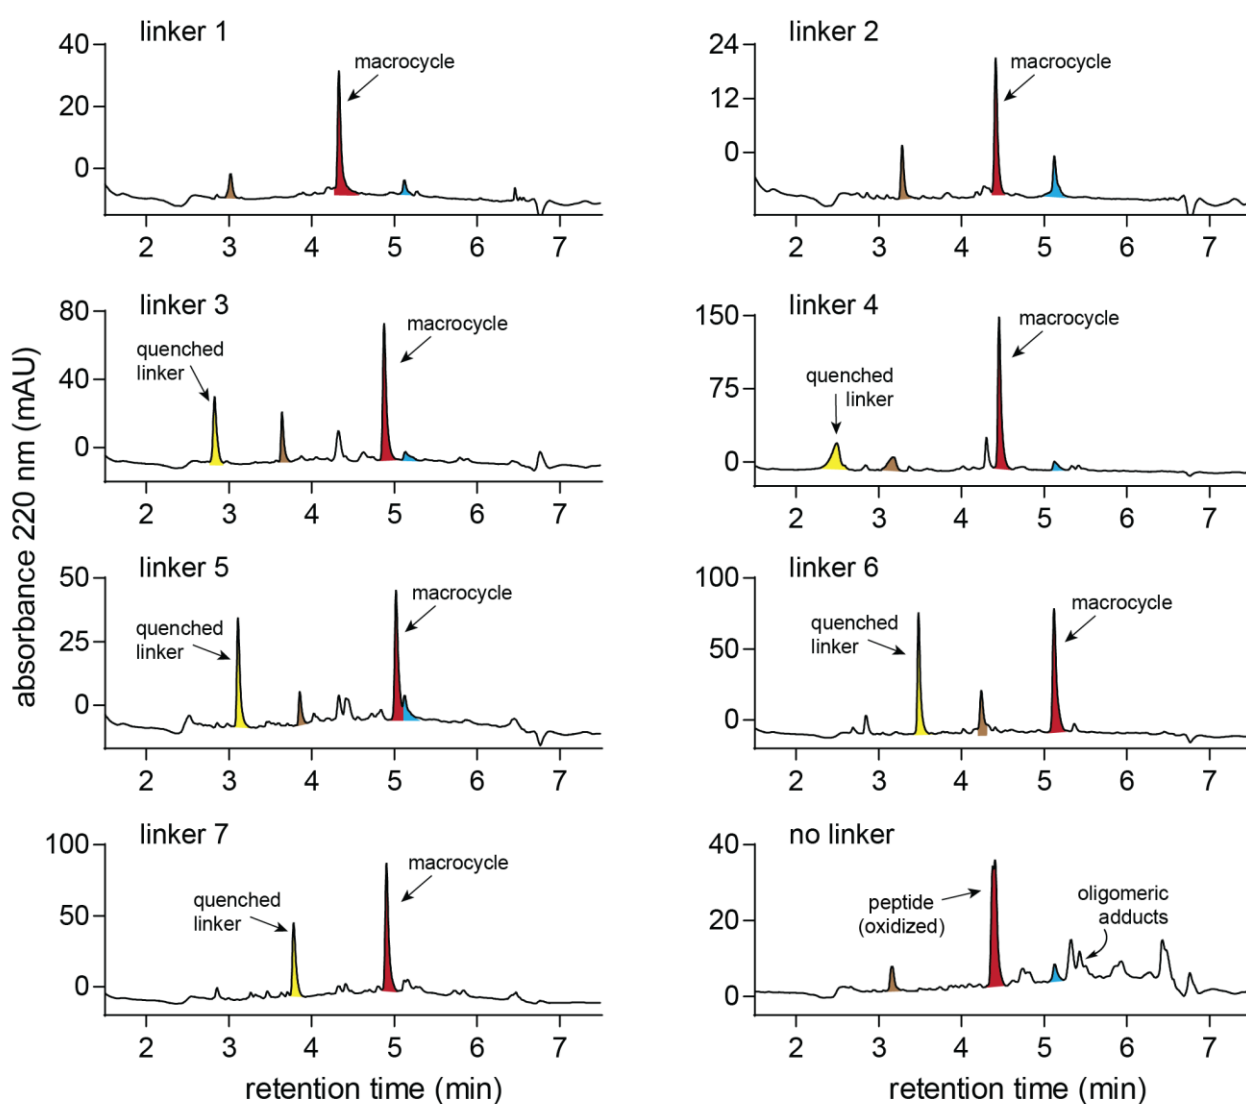 absorbance 220 nm (mAU)
linker 1
macrocycle
40
20
0
2 3 4 5 6 7
linker 2
macrocycle
24
12
0
2 3 4 5 6 7
linker 3
quenched
linker
macrocycle
80
40
0
2 3 4 5 6 7
linker 4
quenched
linker
macrocycle
150
75
0
2 3 4 5 6 7
linker 5
quenched
linker
macrocycle
50
25
0
2 3 4 5 6 7
linker 6
quenched
linker
macrocycle
100
50
0
2 3 4 5 6 7
linker 7
quenched
linker
macrocycle
100
50
0
2 3 4 5 6 7
retention time (min)
no linker
peptide
(oxidized)
oligomeric
adducts
40
20
0
2 3 4 5 6 7
retention time (min)